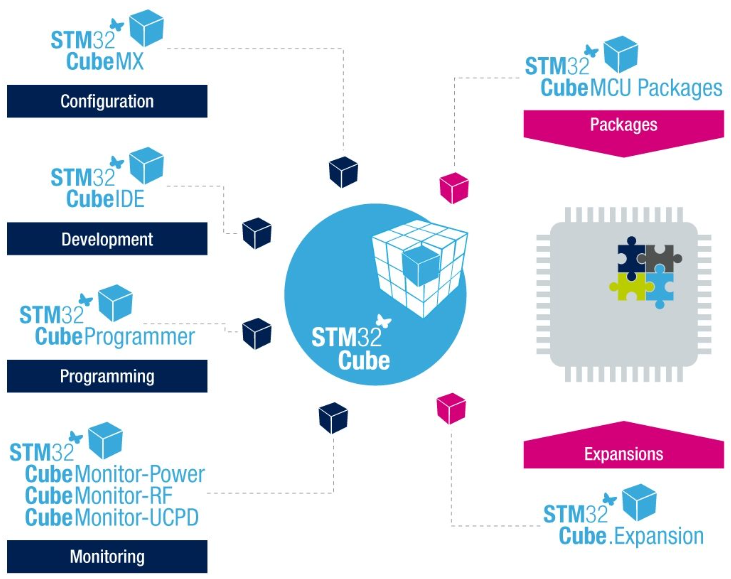 STM32
CubeMX
Configuration
STM32
CubeIDE
Development
STM32
CubeProgrammer
Programming
STM32
CubeMonitor-Power
CubeMonitor-RF
CubeMonitor-UCPD
Monitoring
STM32
Cube
STM32
CubeMCU Packages
Packages
Expansions
STM32
Cube.Expansion